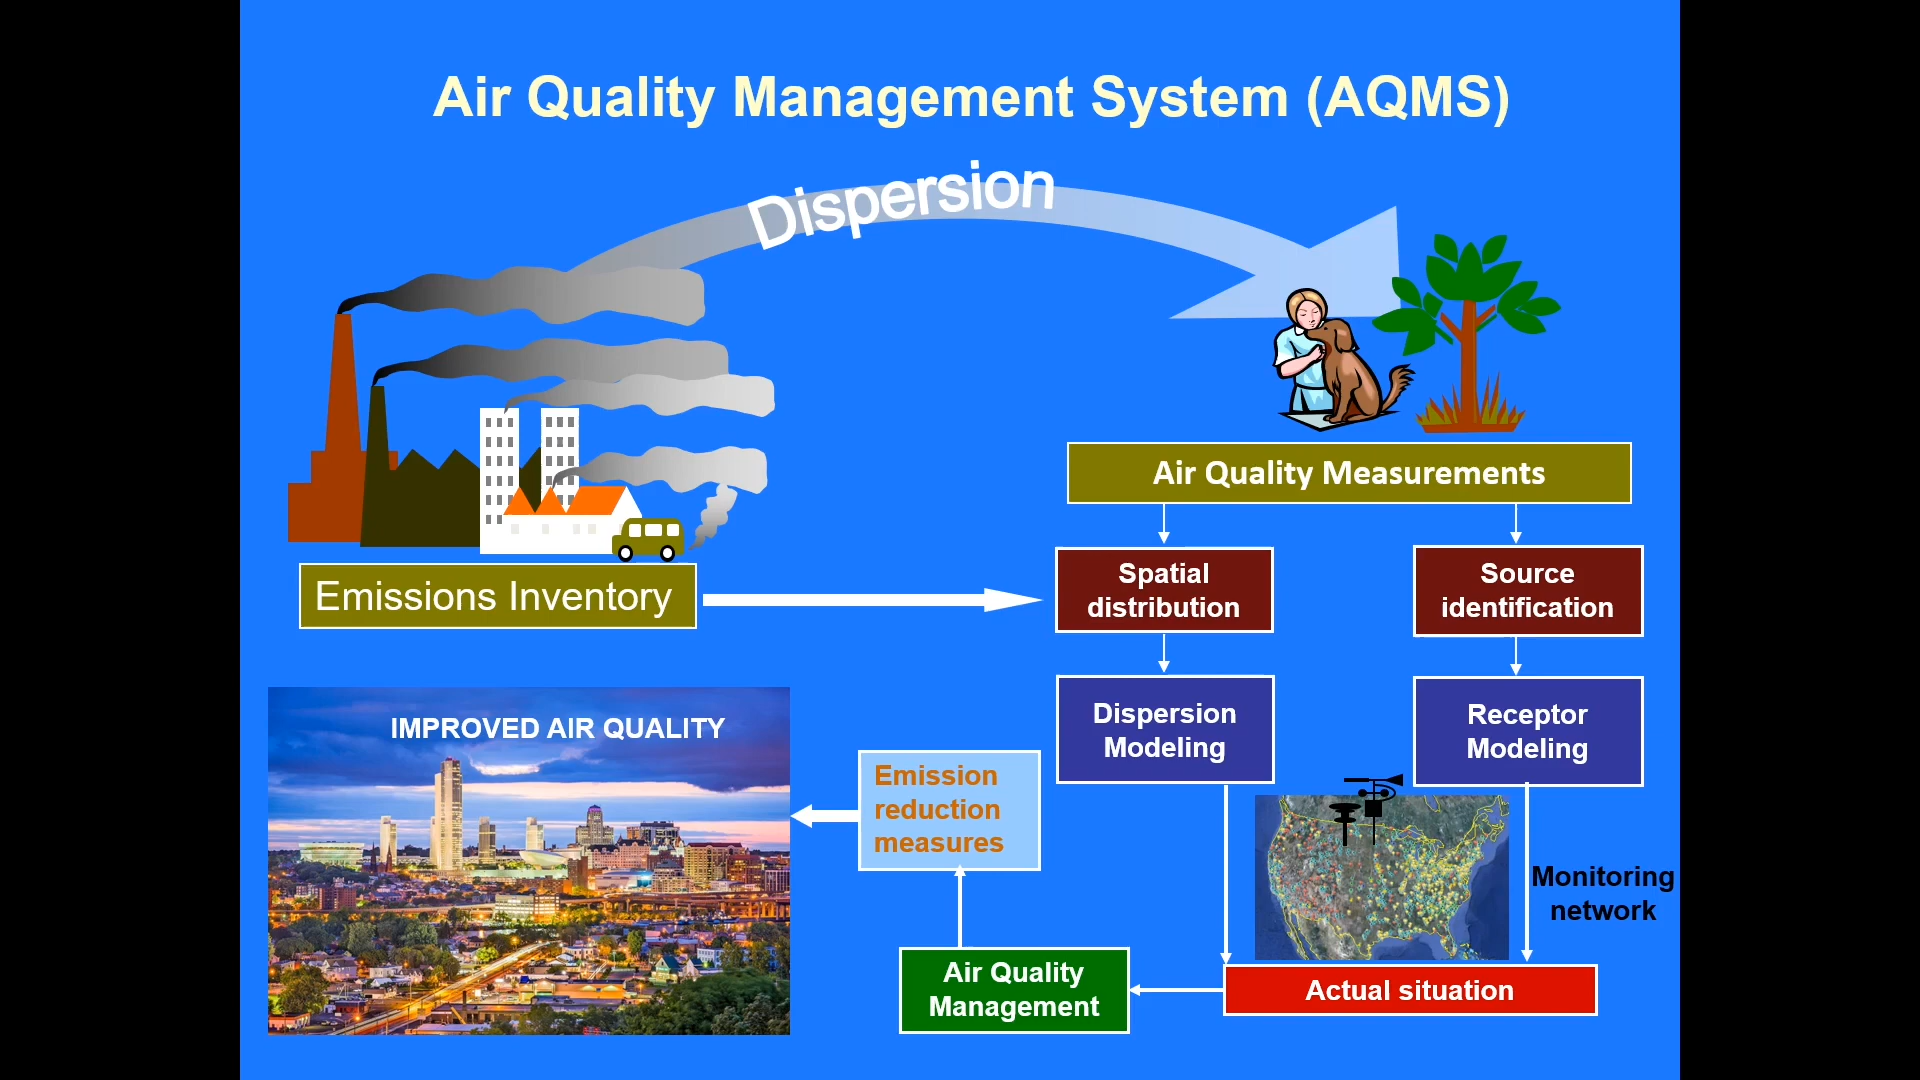 Air Quality Management System (AQMS)
Dispersion
Air Quality Measurements
Emissions Inventory
Spatial
distribution
Source
identification
Dispersion
Modeling
Receptor
Modeling
IMPROVED AIR QUALITY
Emission
reduction
measures
Monitoring
network
Air Quality
Management
Actual situation